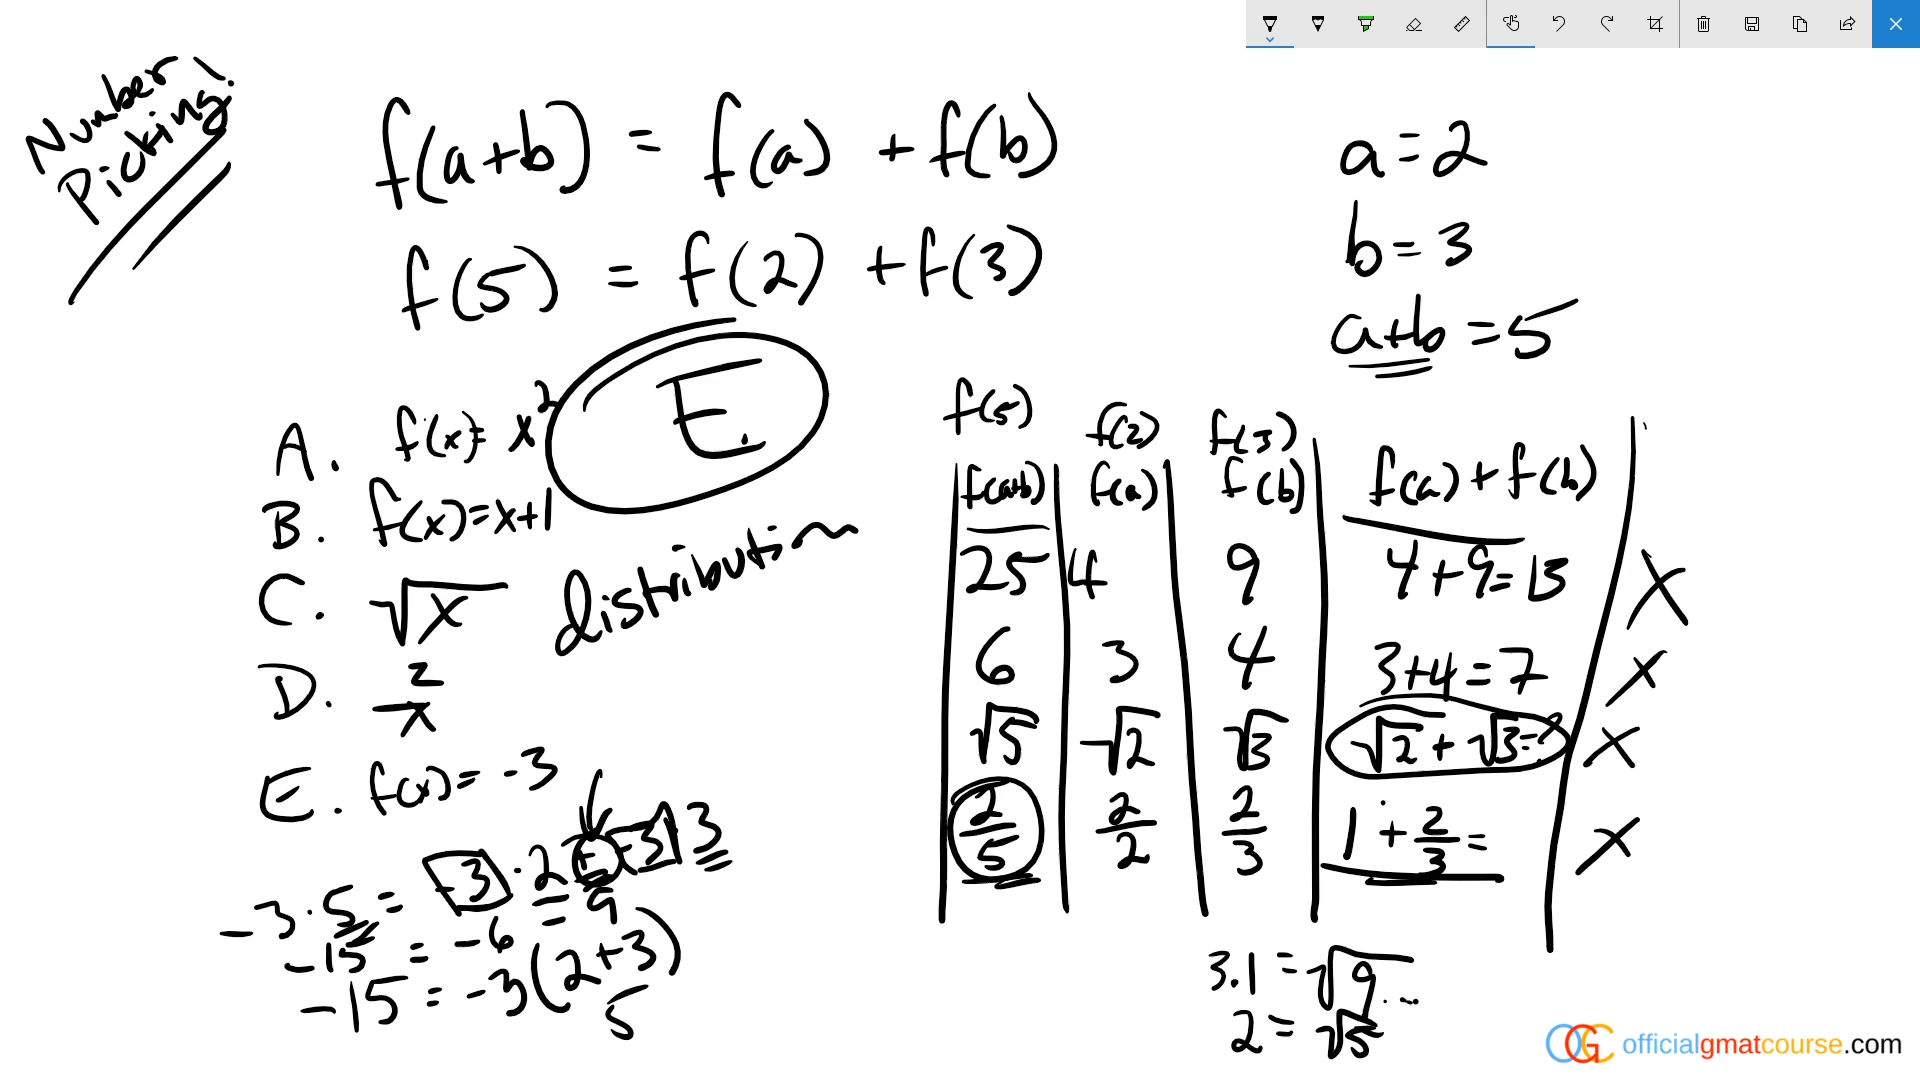 Number
Picking!
f(a+b) = f(a) + f(b)
f(5) = f(2) + f(3)
a=2
b=3
a+b=5
E.
A. f(x)= x²
B. f(x)=x+1
C. √x
D. 2/x
E. f(x)= -3
distribution
f(5) f(2) f(3)
f(a+b) f(a) f(b) f(a)+f(b)
25 4 9 4+9=13 X
6 3 4 3+4=7 X
√5 √2 √3 √2+√3=? X
2/5 2/2 2/3 1+2/3= X
-3·5= -3·2+-3·3
-15=-6=9
-15=-3(2+3)
5
3.1=√9...
2=√5
officialgmatcourse.com